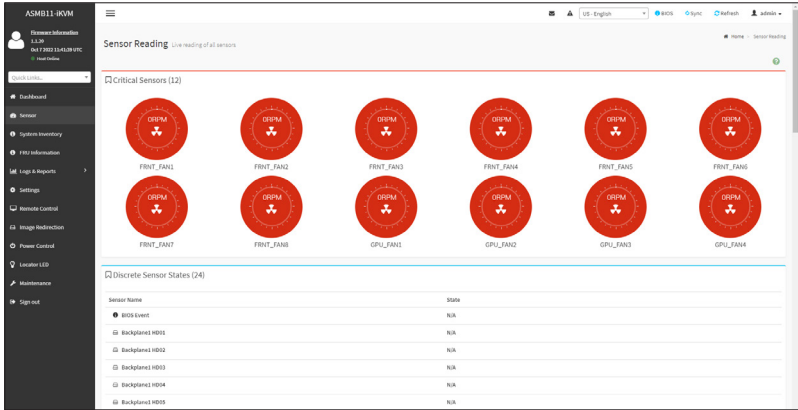 ASMB11-iKVM
Firmware Information
1.1.20
Oct 7 2022 11:41:29 UTC
Host Online
Quick Links...
Dashboard
Sensor
System Inventory
FRU Information
Logs & Reports
Settings
Remote Control
Image Redirection
Power Control
Locator LED
Maintenance
Sign out
US - English
BIOS
Sync
Refresh
admin
Sensor Reading Live reading of all sensors
Home > Sensor Reading
Critical Sensors (12)
0RPM 0RPM 0RPM 0RPM 0RPM 0RPM
FRNT_FAN1 FRNT_FAN2 FRNT_FAN3 FRNT_FAN4 FRNT_FAN5 FRNT_FAN6
0RPM 0RPM 0RPM 0RPM 0RPM 0RPM
FRNT_FAN7 FRNT_FAN8 GPU_FAN1 GPU_FAN2 GPU_FAN3 GPU_FAN4
Discrete Sensor States (24)
Sensor Name State
BIOS Event N/A
Backplane1 HD01 N/A
Backplane1 HD02 N/A
Backplane1 HD03 N/A
Backplane1 HD04 N/A
Backplane1 HD05 N/A